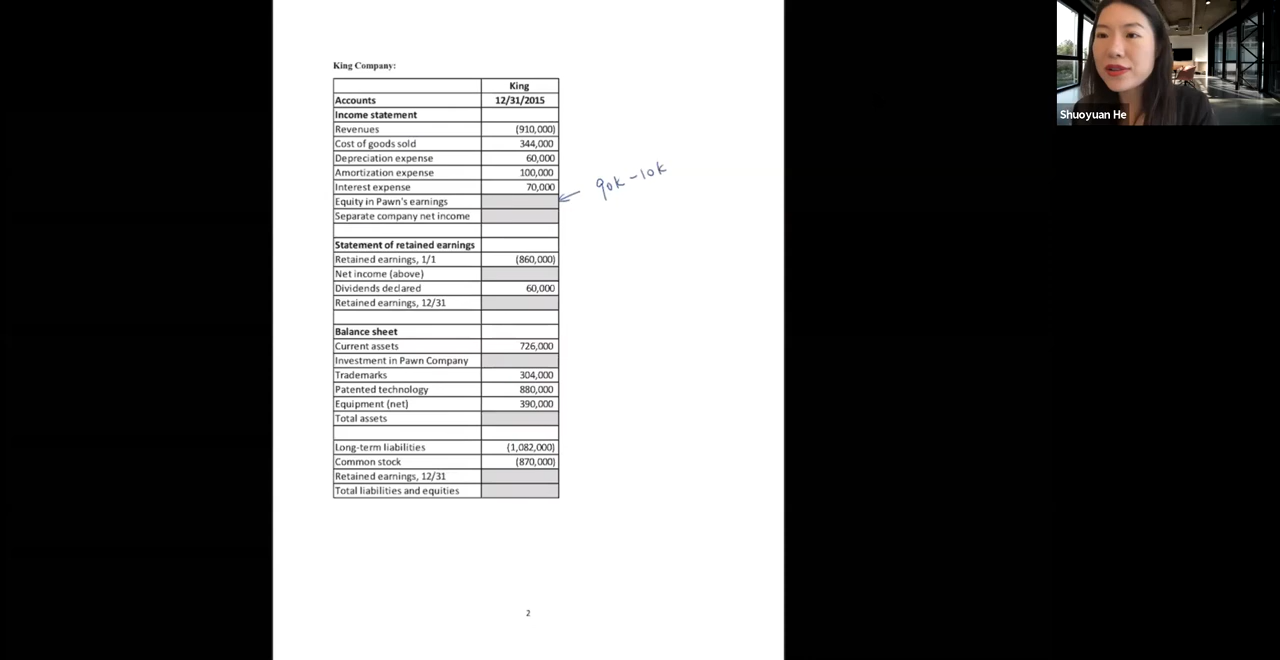 King Company:
King
Accounts 12/31/2015
Income statement
Revenues (910,000)
Cost of goods sold 344,000
Depreciation expense 60,000
Amortization expense 100,000
Interest expense 70,000
Equity in Pawn's earnings
Separate company net income
Statement of retained earnings
Retained earnings, 1/1 (860,000)
Net income (above)
Dividends declared 60,000
Retained earnings, 12/31
Balance sheet
Current assets 726,000
Investment in Pawn Company
Trademarks 304,000
Patented technology 880,000
Equipment (net) 390,000
Total assets
Long-term liabilities (1,082,000)
Common stock (870,000)
Retained earnings, 12/31
Total liabilities and equities
2
90k - 10k
Shuoyuan He